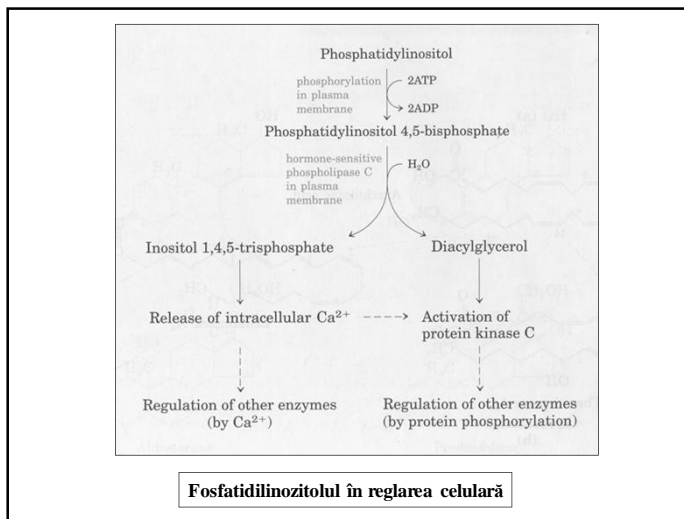 Phosphatidylinositol
phosphorylation
in plasma
membrane
2ATP
2ADP
Phosphatidylinositol 4,5-bisphosphate
hormone-sensitive
phospholipase C
in plasma
membrane
H₂O
Inositol 1,4,5-trisphosphate
Diacylglycerol
Release of intracellular Ca²⁺
Activation of
protein kinase C
Regulation of other enzymes
(by Ca²⁺)
Regulation of other enzymes
(by protein phosphorylation)
Fosfatidilinozitolul în reglarea celulară